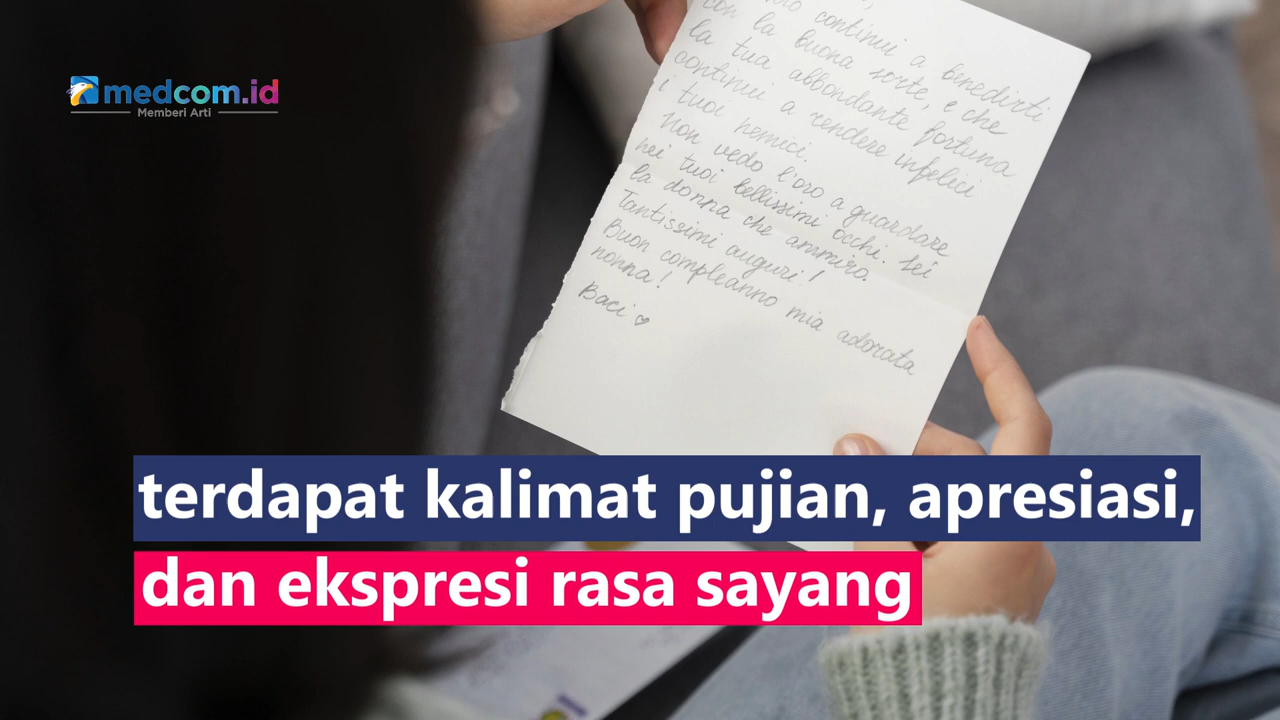 medcom.id
Memberi Arti
continui a benedirti
con la buona sorte, e che
la tua abbondante fortuna
continui a rendere infelici
i tuoi nemici.
Non vedo l'oro a guardare
nei tuoi bellissimi occhi. Sei
la donna che ammiro.
Tantissimi auguri!
Buon compleanno mia adorata
nonna!
Baci ♡
terdapat kalimat pujian, apresiasi,
dan ekspresi rasa sayang